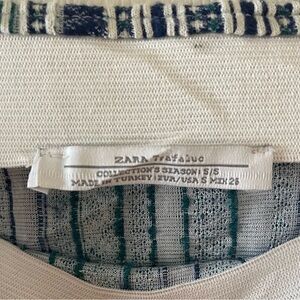 ZARA Trafaluc
COLLECTION'S SEASON: S/S
MADE IN TURKEY: EUR/USA S MEX 26